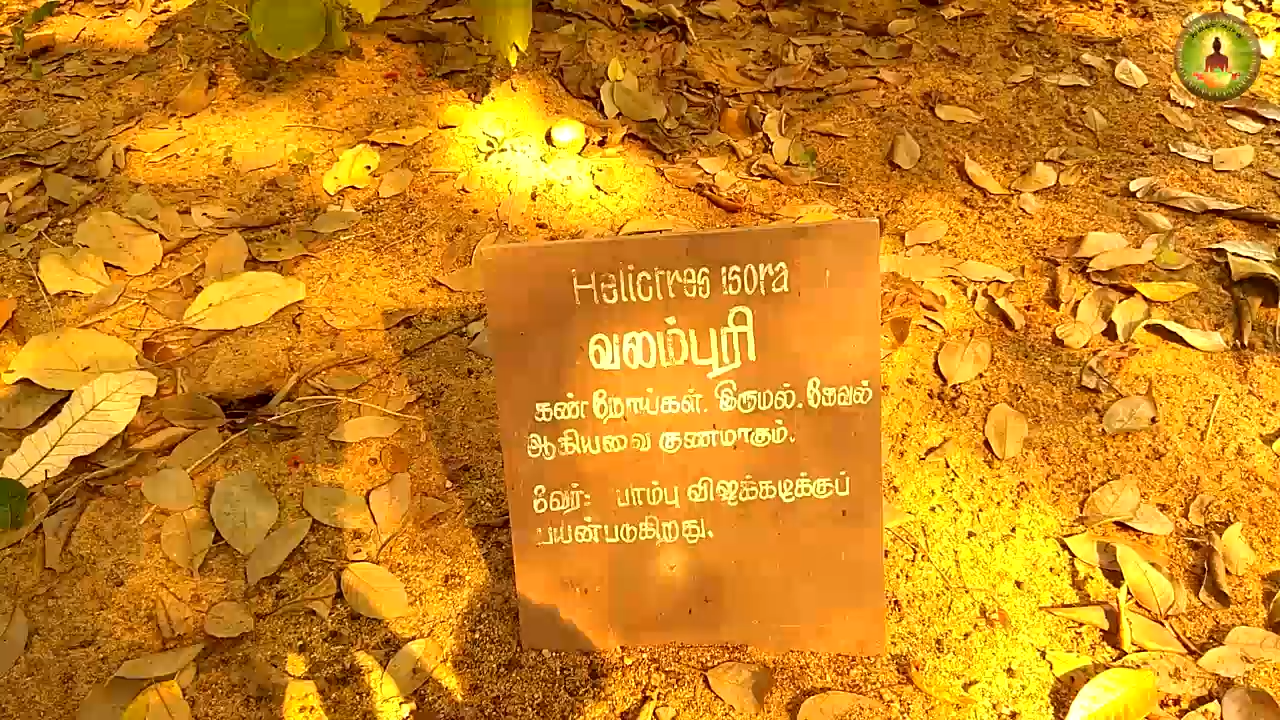 Helictres isora
வலம்புரி
கண் நோய்கள். இருமல். மேவல்
ஆகியவை குணமாகும்.
வேர்: பாம்பு விஷக்கடிக்குப்
பயன்படுகிறது.